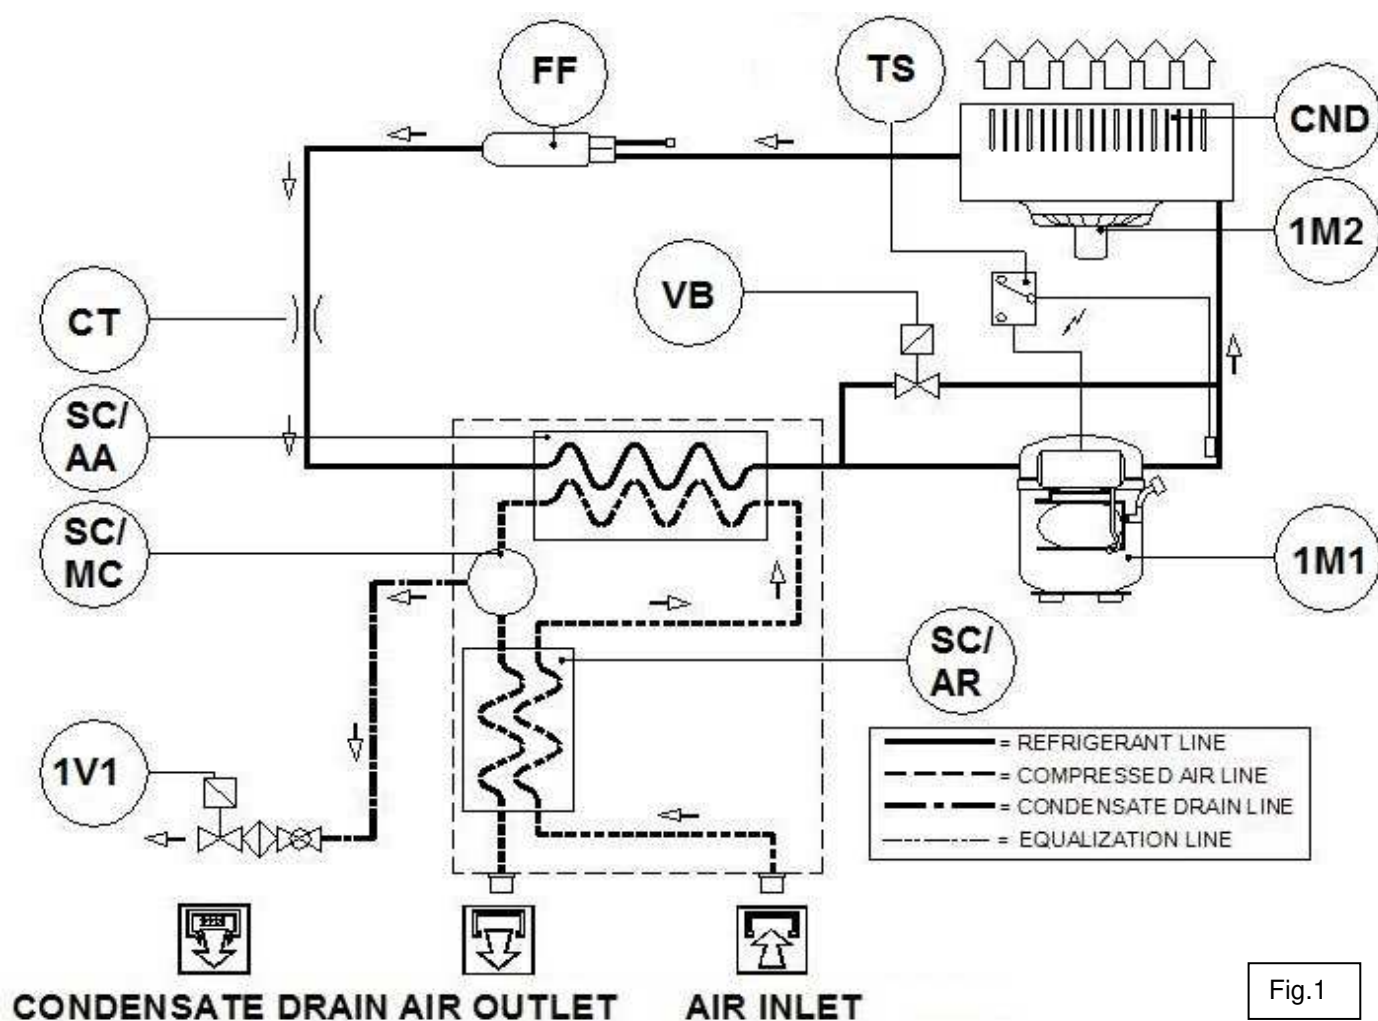 FF
TS
CND
1M2
VB
CT
SC/
AA
SC/
MC
1M1
SC/
AR
1V1
= REFRIGERANT LINE
= COMPRESSED AIR LINE
= CONDENSATE DRAIN LINE
= EQUALIZATION LINE
CONDENSATE DRAIN AIR OUTLET AIR INLET
Fig.1